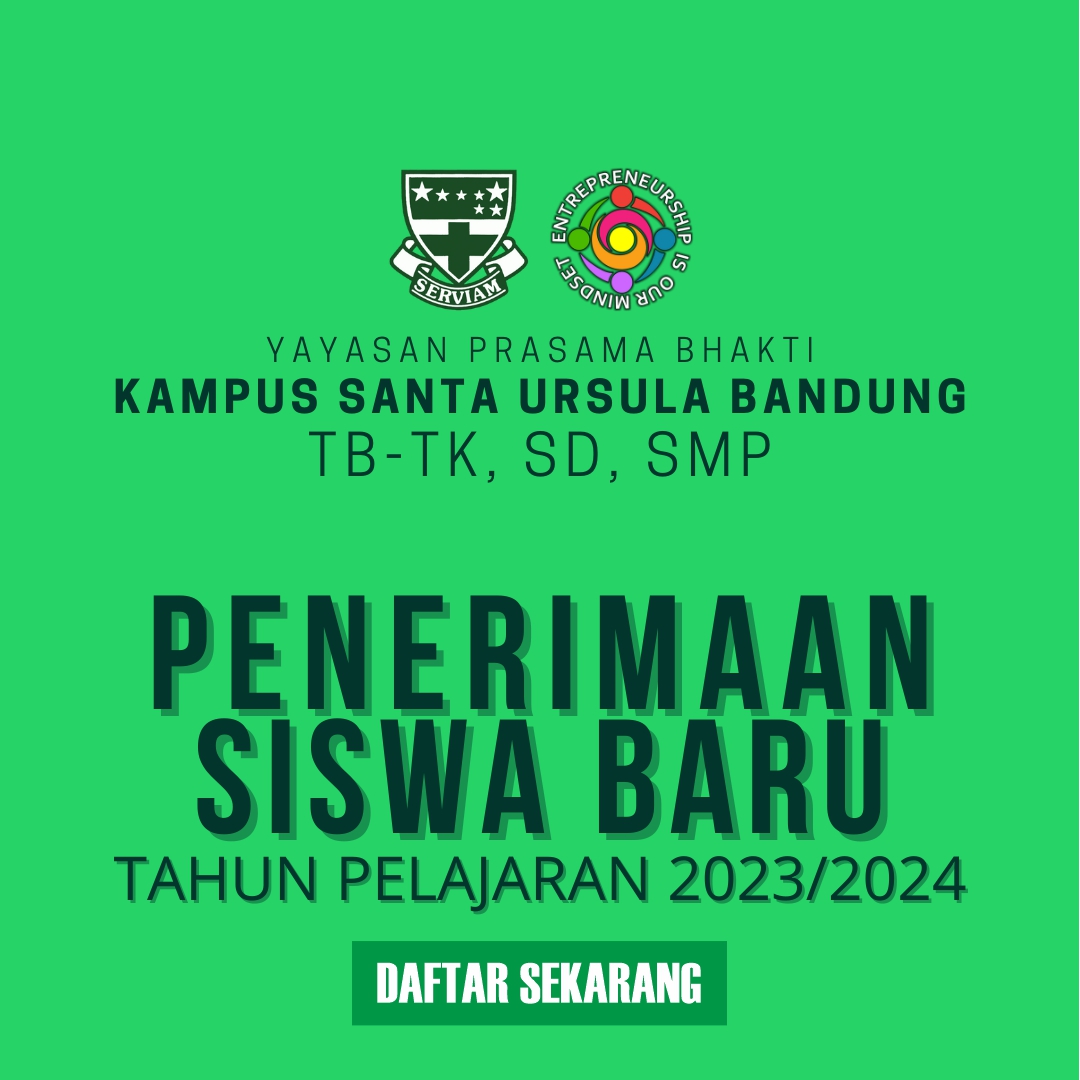 SERVIAM
ENTREPRENEURSHIP IS OUR MINDSET
YAYASAN PRASAMA BHAKTI
KAMPUS SANTA URSULA BANDUNG
TB-TK, SD, SMP
PENERIMAAN
SISWA BARU
TAHUN PELAJARAN 2023/2024
DAFTAR SEKARANG